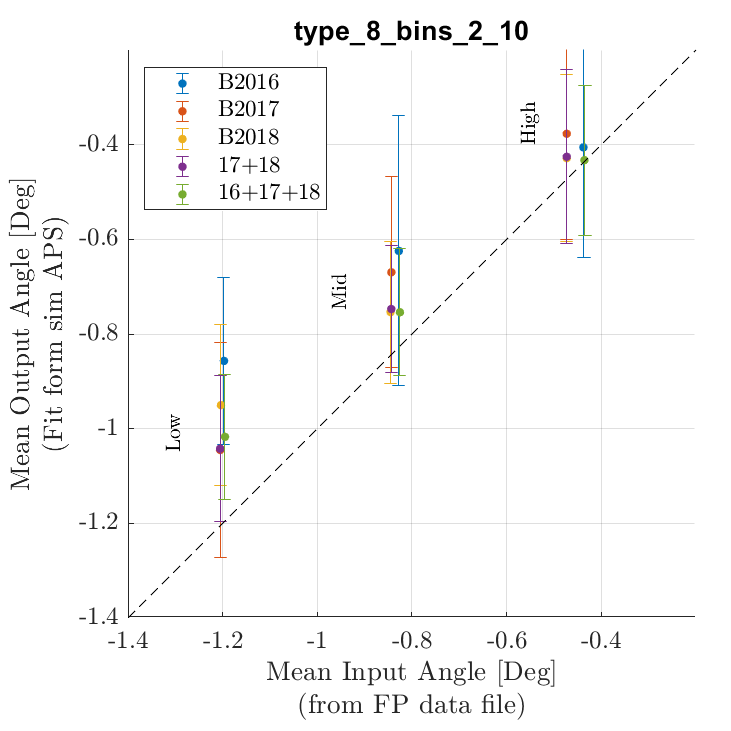 type_8_bins_2_10
B2016
B2017
B2018
17+18
16+17+18
High
Mid
Low
-0.4
-0.6
-0.8
-1
-1.2
-1.4
-1.4
-1.2
-1
-0.8
-0.6
-0.4
Mean Output Angle [Deg]
(Fit form sim APS)
Mean Input Angle [Deg]
(from FP data file)